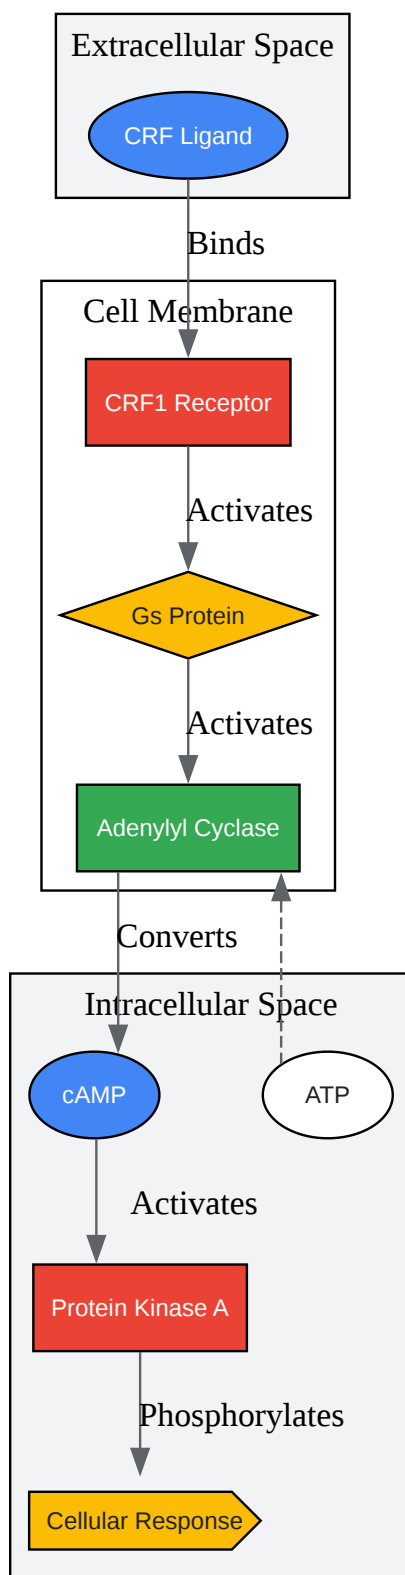 Extracellular Space
CRF Ligand
Binds
Cell Membrane
CRF1 Receptor
Activates
Gs Protein
Activates
Adenylyl Cyclase
Converts
Intracellular Space
cAMP
ATP
Activates
Protein Kinase A
Phosphorylates
Cellular Response